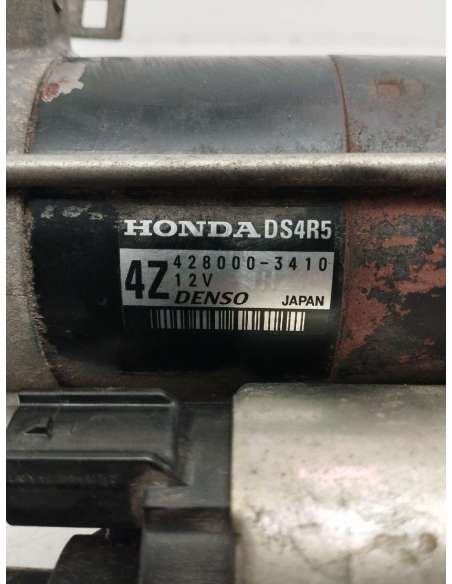 HONDA DS4R5
4Z 428000-3410
12V
DENSO JAPAN